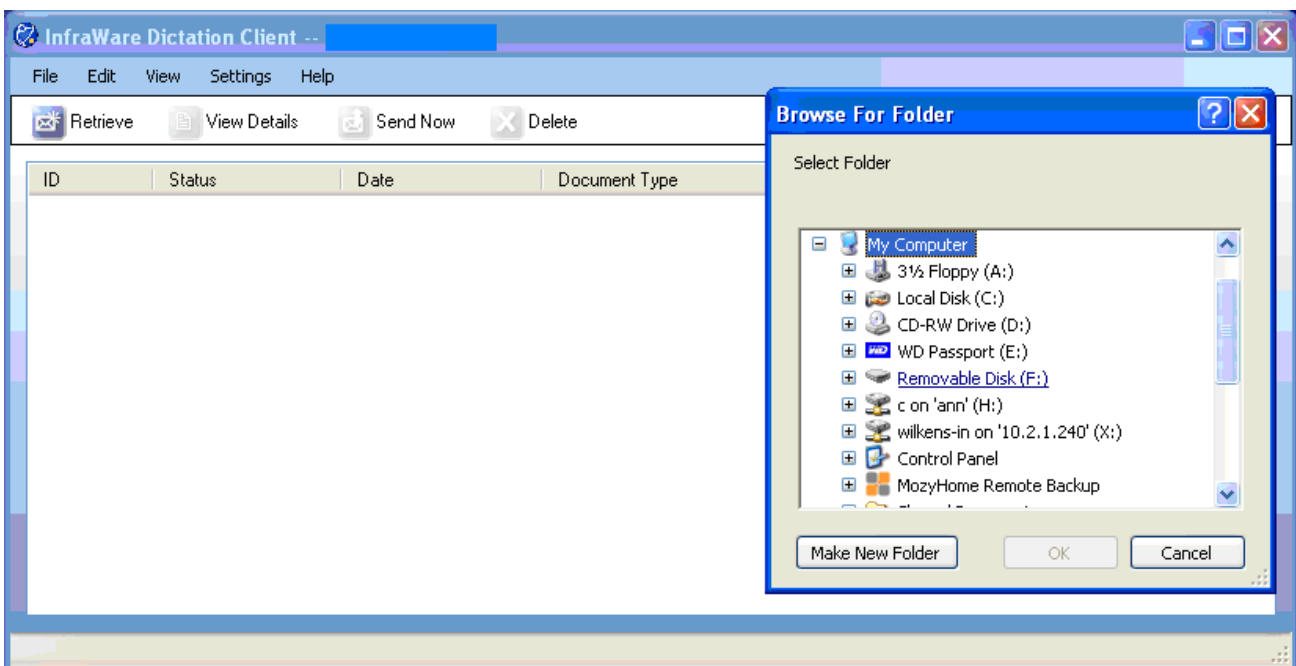 InfraWare Dictation Client --
File Edit View Settings Help
Retrieve View Details Send Now Delete
ID Status Date Document Type
Browse For Folder
Select Folder
My Computer
3½ Floppy (A:)
Local Disk (C:)
CD-RW Drive (D:)
WD WD Passport (E:)
Removable Disk (F:)
c on 'ann' (H:)
wilkens-in on '10.2.1.240' (X:)
Control Panel
MozyHome Remote Backup
Make New Folder OK Cancel